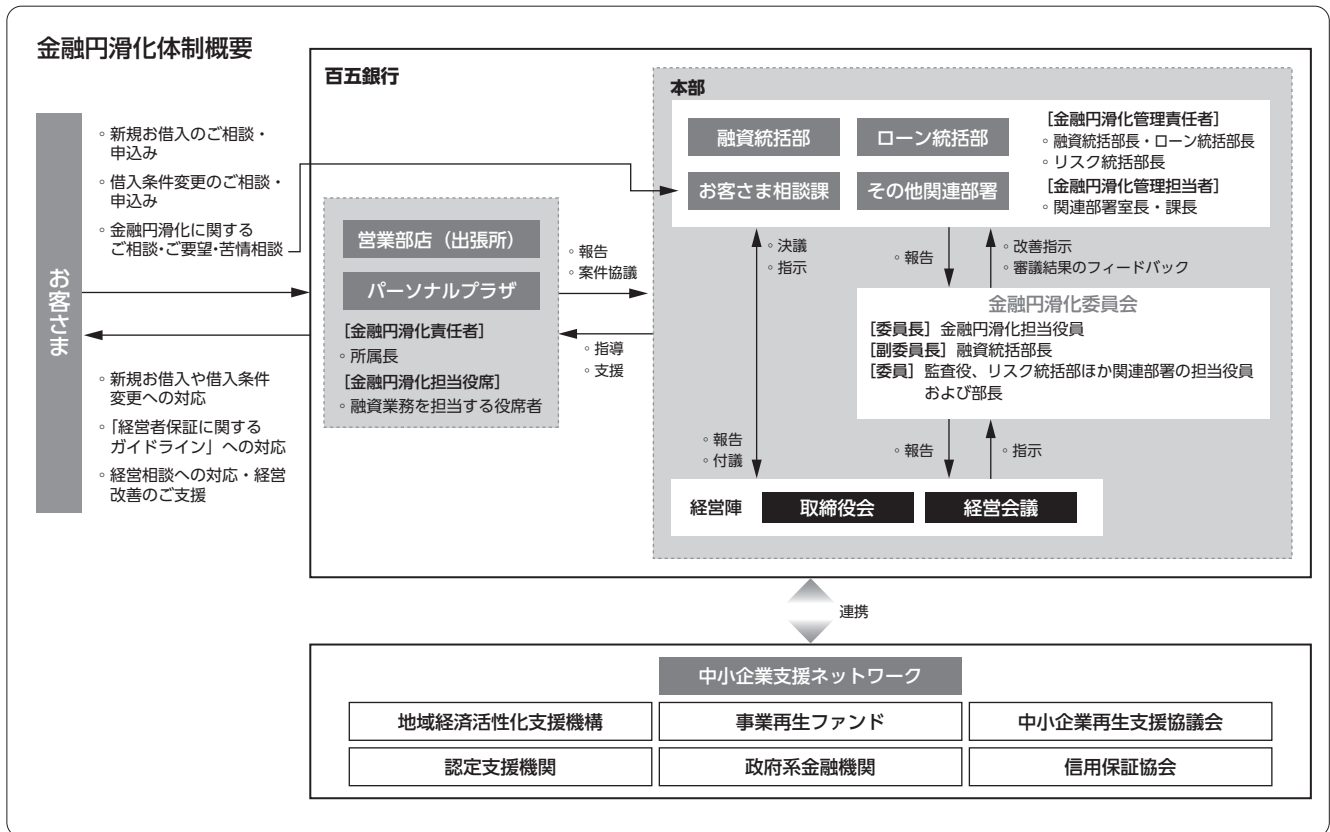 金融円滑化体制概要
お客さま
◦新規お借入のご相談・
申込み
◦借入条件変更のご相談・
申込み
◦金融円滑化に関する
ご相談・ご要望・苦情相談
◦新規お借入や借入条件
変更への対応
◦「経営者保証に関する
ガイドライン」への対応
◦経営相談への対応・経営
改善のご支援
百五銀行
営業部店（出張所）
パーソナルプラザ
［金融円滑化責任者］
◦所属長
［金融円滑化担当役席］
◦融資業務を担当する役席者
◦報告
◦案件協議
◦指導
◦支援
本部
融資統括部
ローン統括部
お客さま相談課
その他関連部署
［金融円滑化管理責任者］
◦融資統括部長・ローン統括部長
◦リスク統括部長
［金融円滑化管理担当者］
◦関連部署室長・課長
◦決議
◦指示
◦報告
◦改善指示
◦審議結果のフィードバック
金融円滑化委員会
［委員長］金融円滑化担当役員
［副委員長］融資統括部長
［委員］監査役、リスク統括部ほか関連部署の担当役員
および部長
◦報告
◦付議
◦報告
◦指示
経営陣
取締役会
経営会議
連携
中小企業支援ネットワーク
地域経済活性化支援機構
事業再生ファンド
中小企業再生支援協議会
認定支援機関
政府系金融機関
信用保証協会